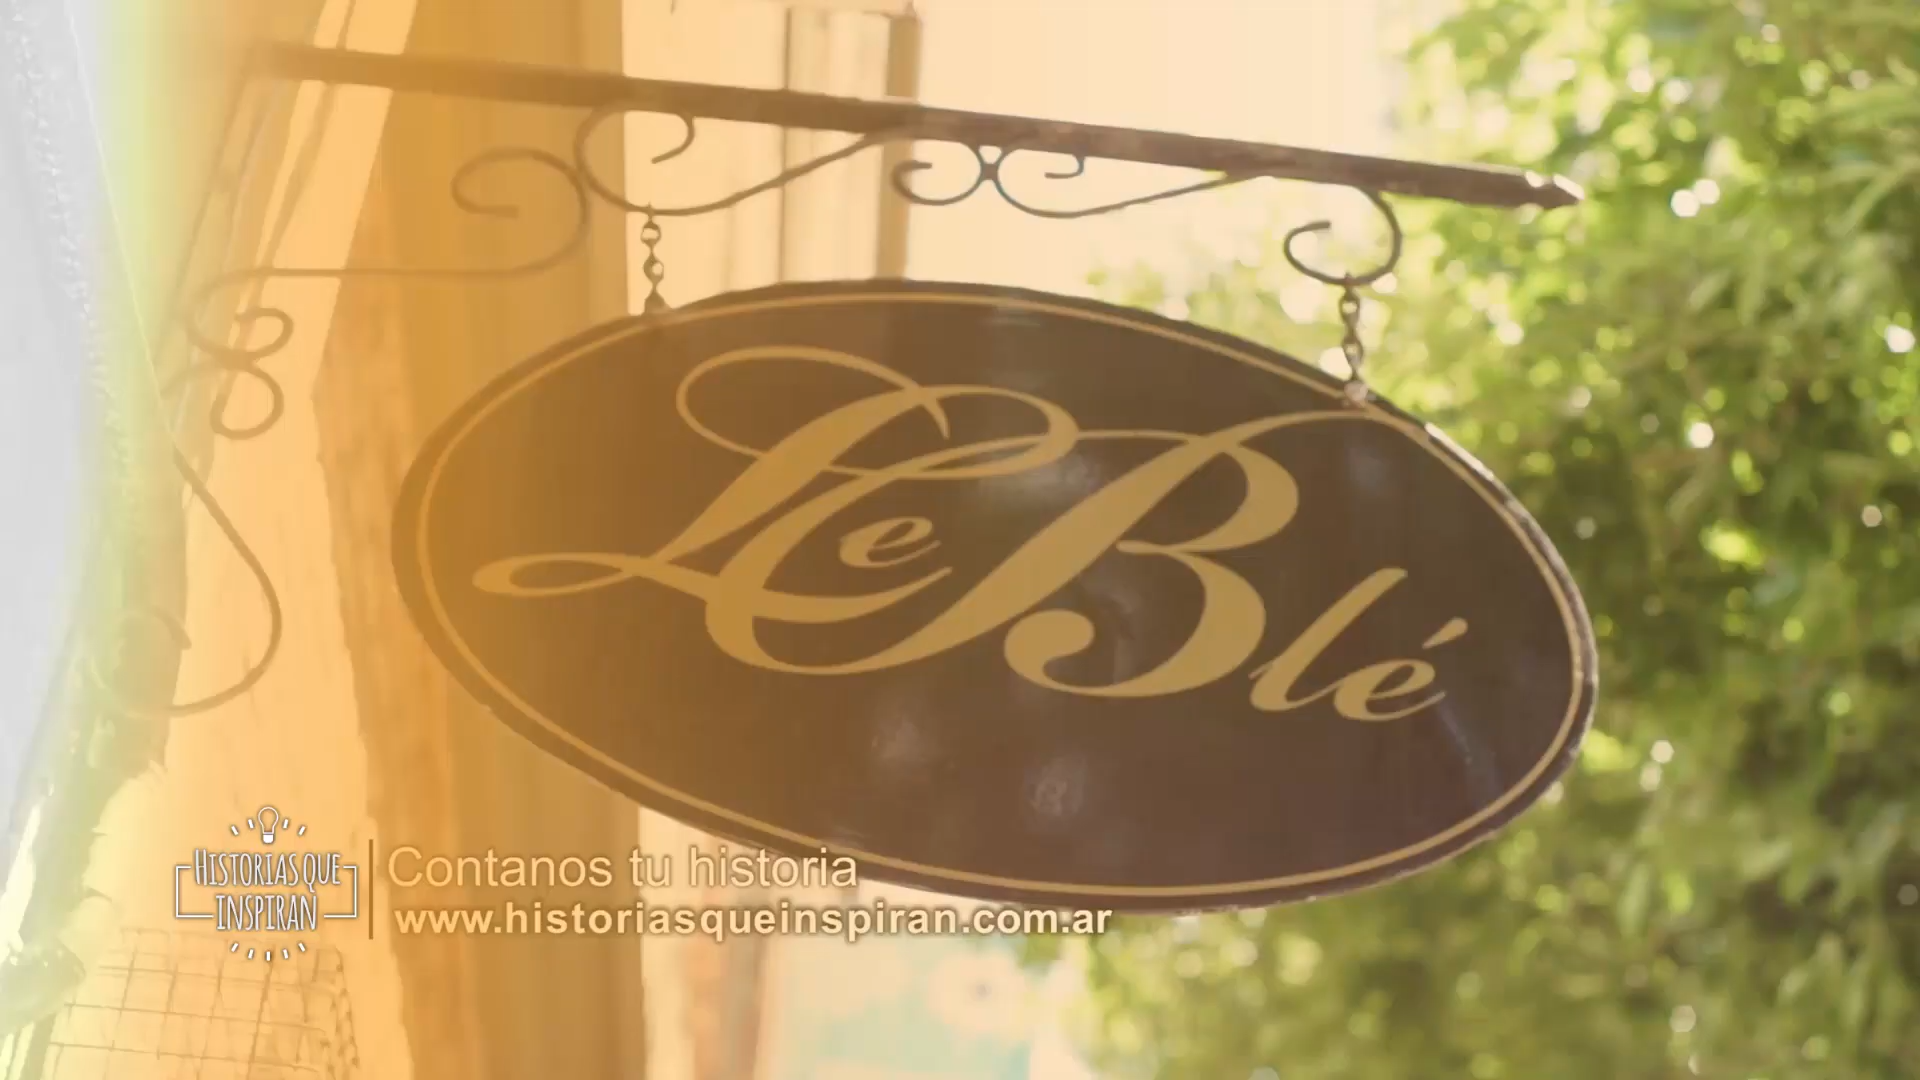 Le Blé
HISTORIAS QUE
INSPIRAN
Contanos tu historia
www.historiasqueinspiran.com.ar